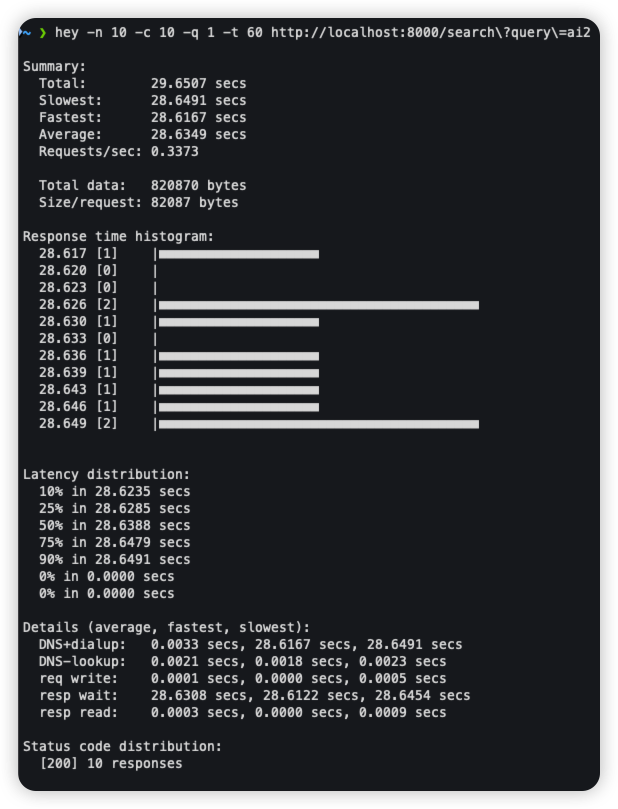 ~ ❯ hey -n 10 -c 10 -q 1 -t 60 http://localhost:8000/search\?query\=ai2
Summary:
Total: 29.6507 secs
Slowest: 28.6491 secs
Fastest: 28.6167 secs
Average: 28.6349 secs
Requests/sec: 0.3373
Total data: 820870 bytes
Size/request: 82087 bytes
Response time histogram:
28.617 [1] |
28.620 [0] |
28.623 [0] |
28.626 [2] |
28.630 [1] |
28.633 [0] |
28.636 [1] |
28.639 [1] |
28.643 [1] |
28.646 [1] |
28.649 [2] |
Latency distribution:
10% in 28.6235 secs
25% in 28.6285 secs
50% in 28.6388 secs
75% in 28.6479 secs
90% in 28.6491 secs
0% in 0.0000 secs
0% in 0.0000 secs
Details (average, fastest, slowest):
DNS+dialup: 0.0033 secs, 28.6167 secs, 28.6491 secs
DNS-lookup: 0.0021 secs, 0.0018 secs, 0.0023 secs
req write: 0.0001 secs, 0.0000 secs, 0.0005 secs
resp wait: 28.6308 secs, 28.6122 secs, 28.6454 secs
resp read: 0.0003 secs, 0.0000 secs, 0.0009 secs
Status code distribution:
[200] 10 responses